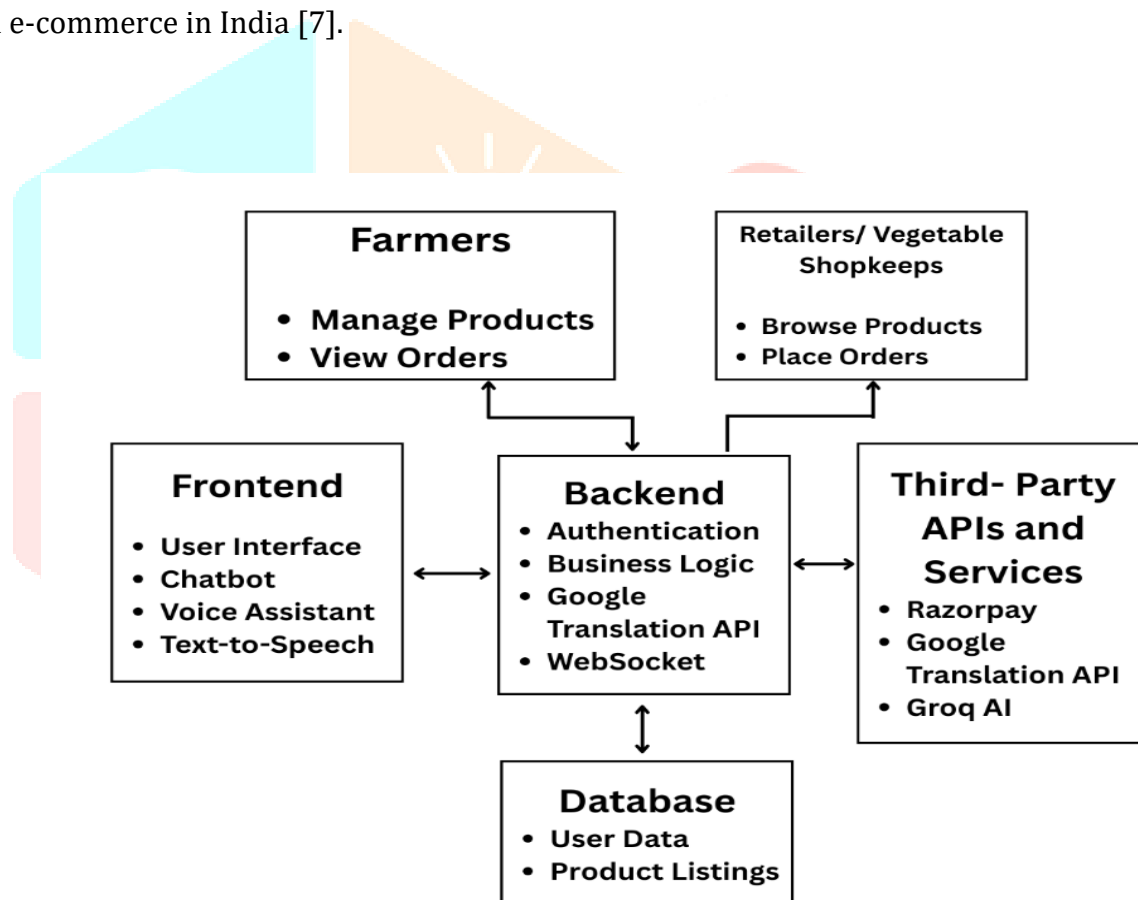 e-commerce in India [7].
Farmers
• Manage Products
• View Orders
Retailers/ Vegetable
Shopkeeps
• Browse Products
• Place Orders
Frontend
• User Interface
• Chatbot
• Voice Assistant
• Text-to-Speech
Backend
• Authentication
• Business Logic
• Google
Translation API
• WebSocket
Third- Party
APIs and
Services
• Razorpay
• Google
Translation API
• Groq AI
Database
• User Data
• Product Listings